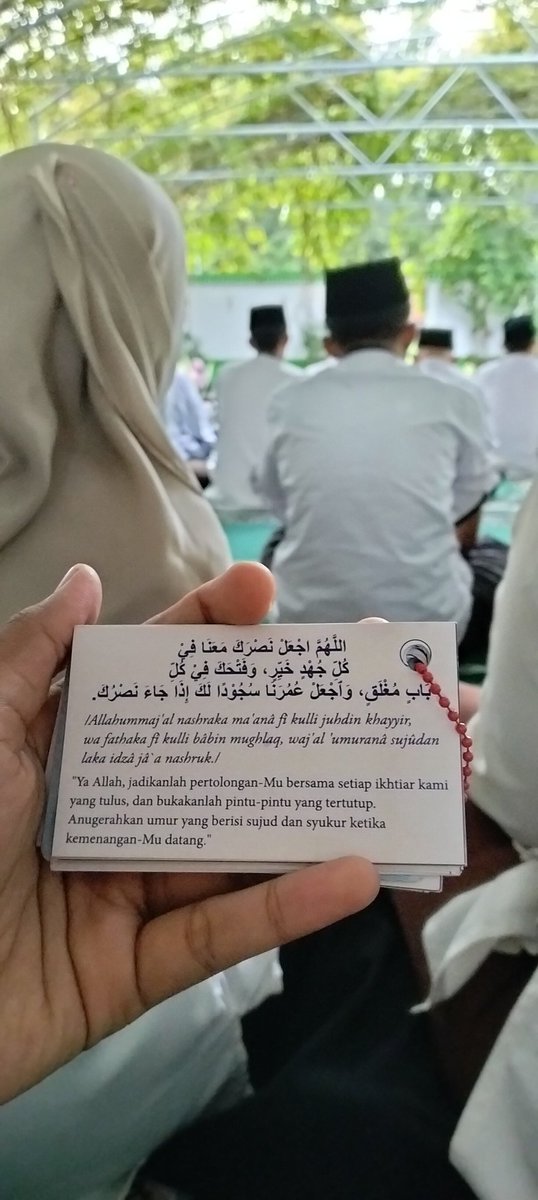 اللَّهُمَّ اجْعَلْ نَصْرَكَ مَعَنَا فِيْ
كُلِّ جُهْدٍ خَيِّرٍ، وَفَتْحَكَ فِيْ كُلِّ
بَابٍ مُغْلَقٍ، وَاجْعَلْ عُمُرَنَا سُجُوْدًا لَكَ إِذَا جَاءَ نَصْرُكَ.
/Allahummaj'al nashraka ma'anâ fî kulli juhdin khayyir,
wa fathaka fî kulli bâbin mughlaq, waj'al 'umuranâ sujûdan
laka idzâ jâ`a nashruk./
"Ya Allah, jadikanlah pertolongan-Mu bersama setiap ikhtiar kami
yang tulus, dan bukakanlah pintu-pintu yang tertutup.
Anugerahkan umur yang berisi sujud dan syukur ketika
kemenangan-Mu datang."